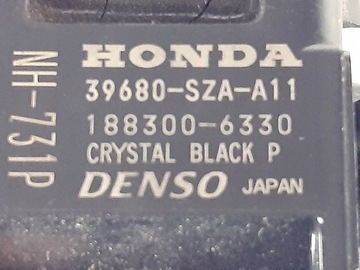 HONDA
39680-SZA-A11
188300-6330
CRYSTAL BLACK P
DENSO JAPAN
NH-731P